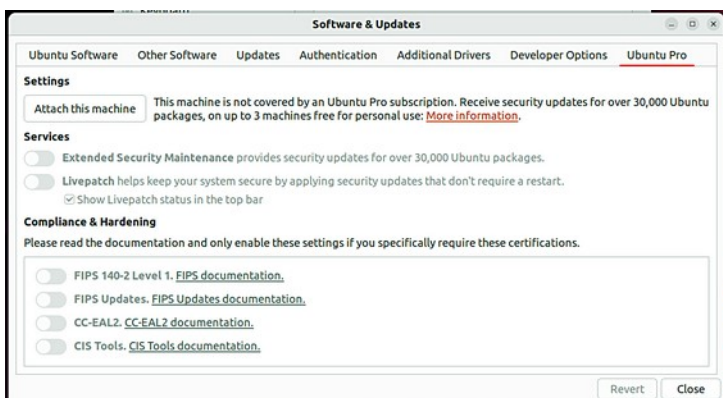 Software & Updates
Ubuntu Software Other Software Updates Authentication Additional Drivers Developer Options Ubuntu Pro
Settings
Attach this machine
This machine is not covered by an Ubuntu Pro subscription. Receive security updates for over 30,000 Ubuntu
packages, on up to 3 machines free for personal use: More information.
Services
Extended Security Maintenance provides security updates for over 30,000 Ubuntu packages.
Livepatch helps keep your system secure by applying security updates that don't require a restart.
Show Livepatch status in the top bar
Compliance & Hardening
Please read the documentation and only enable these settings if you specifically require these certifications.
FIPS 140-2 Level 1. FIPS documentation.
FIPS Updates. FIPS Updates documentation.
CC-EAL2. CC-EAL2 documentation.
CIS Tools. CIS Tools documentation.
Revert Close